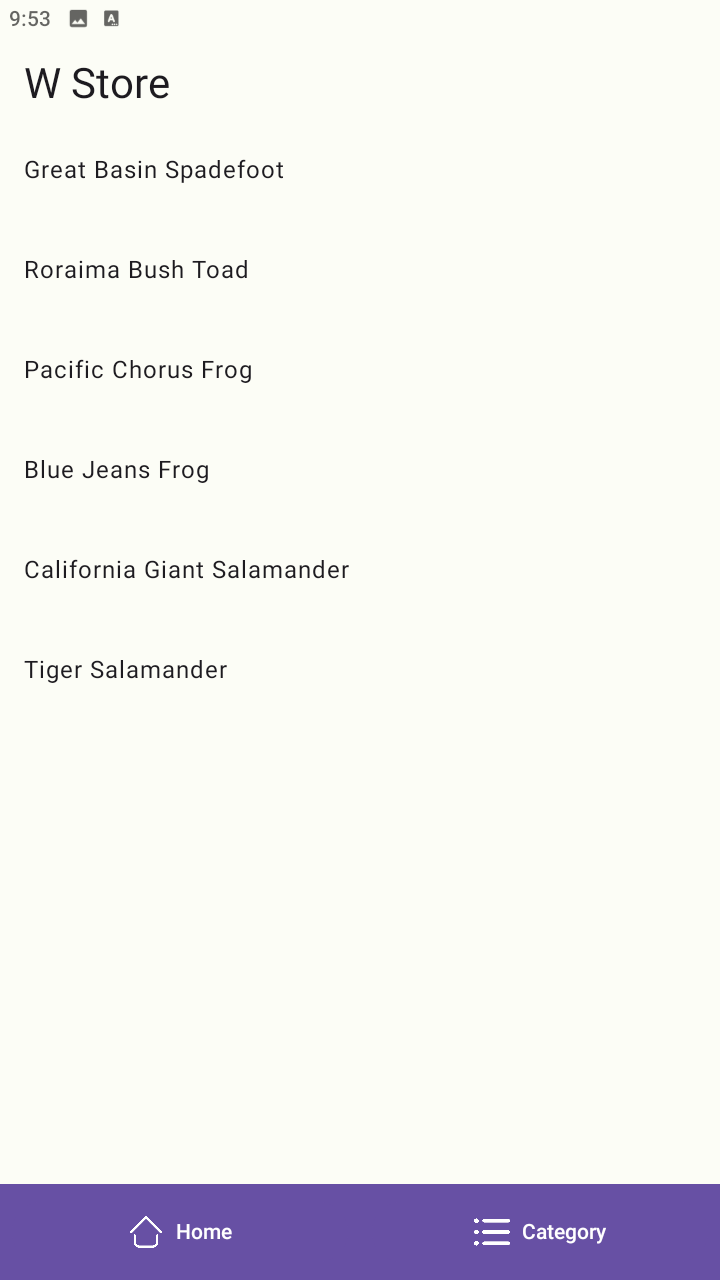 9:53
W Store
Great Basin Spadefoot
Roraima Bush Toad
Pacific Chorus Frog
Blue Jeans Frog
California Giant Salamander
Tiger Salamander
Home
Category